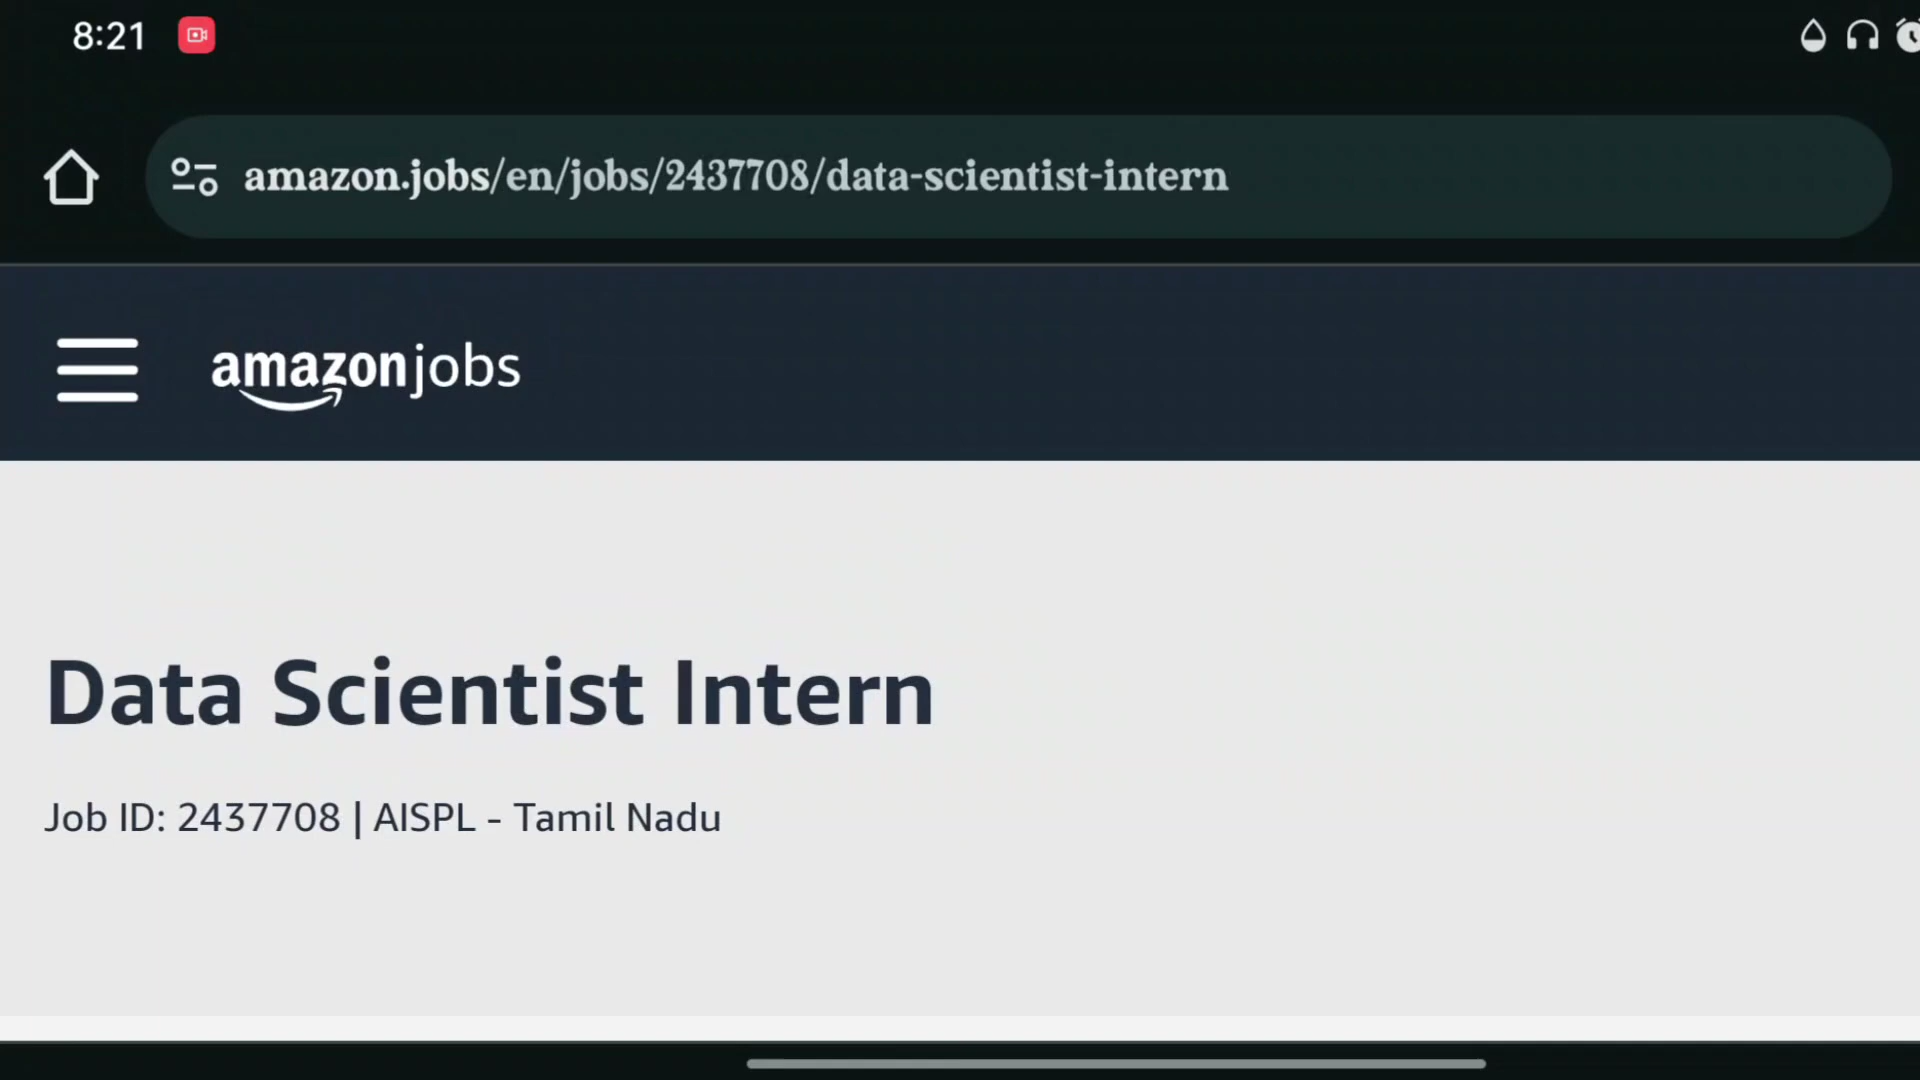 8:21
amazon.jobs/en/jobs/2437708/data-scientist-intern
amazonjobs
Data Scientist Intern
Job ID: 2437708 | AISPL - Tamil Nadu